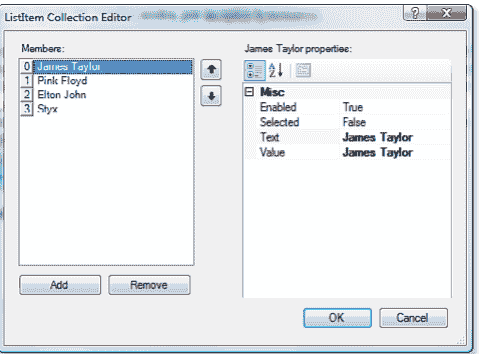 ListItem Collection Editor
Members:
0 James Taylor
1 Pink Floyd
2 Elton John
3 Styx
Add
Remove
James Taylor properties:
Misc
Enabled True
Selected False
Text James Taylor
Value James Taylor
OK
Cancel